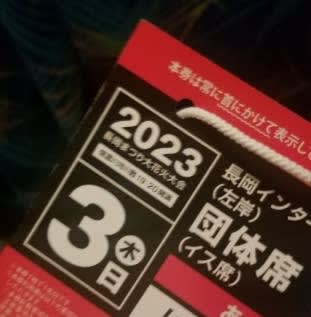 本券は常に首にかけて表示して
2023
長岡まつり大花火大会
3日
木
長岡インター
(左岸)
団体席
(イス席)